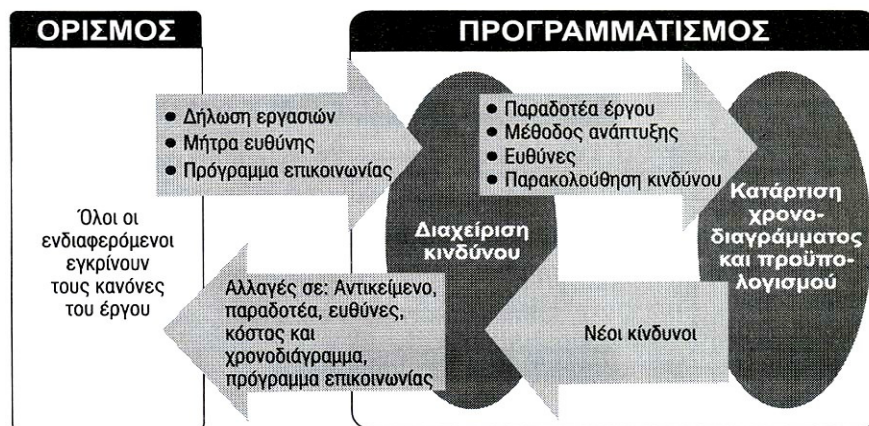 ΟΡΙΣΜΟΣ
ΠΡΟΓΡΑΜΜΑΤΙΣΜΟΣ
● Δήλωση εργασιών
● Μήτρα ευθύνης
● Πρόγραμμα επικοινωνίας
● Παραδοτέα έργου
● Μέθοδος ανάπτυξης
● Ευθύνες
● Παρακολούθηση κινδύνου
Όλοι οι
ενδιαφερόμενοι
εγκρίνουν
τους κανόνες
του έργου
Διαχείριση
κινδύνου
Κατάρτιση
χρονο-
διαγράμματος
και προϋπο-
λογισμού
Αλλαγές σε: Αντικείμενο,
παραδοτέα, ευθύνες,
κόστος και
χρονοδιάγραμμα,
πρόγραμμα επικοινωνίας
Νέοι κίνδυνοι